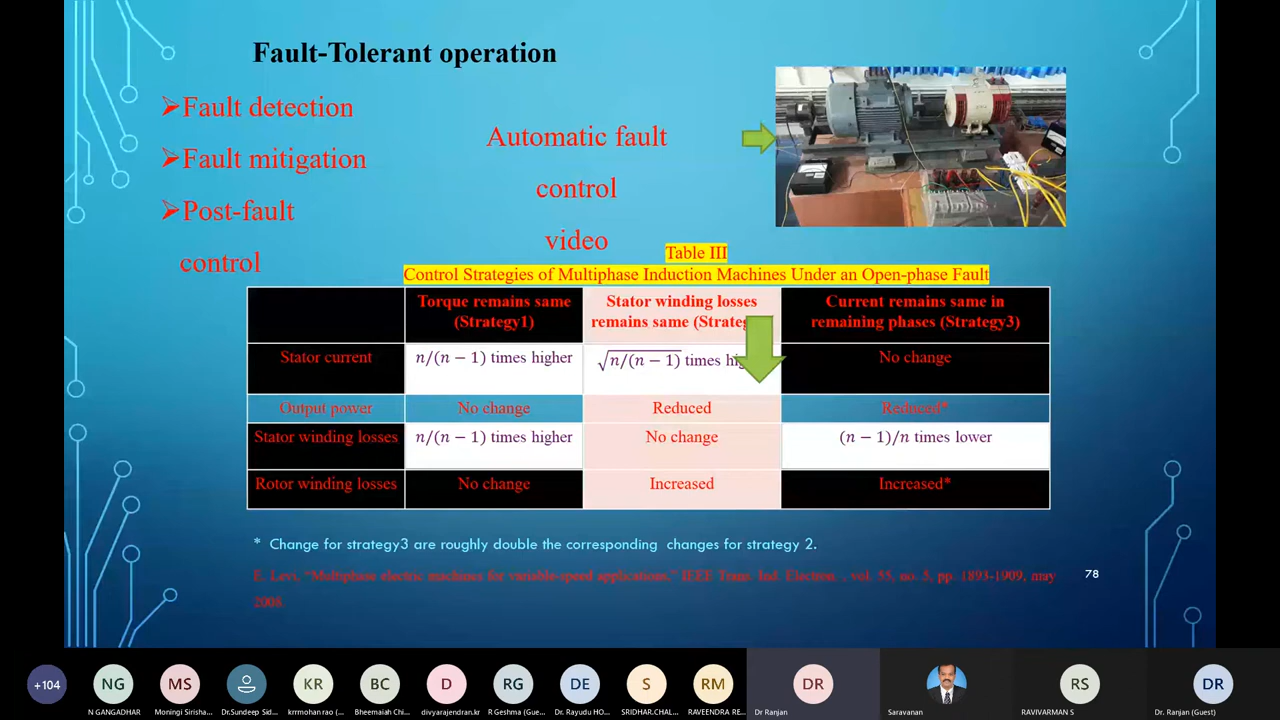 Fault-Tolerant operation
➢Fault detection
➢Fault mitigation
➢Post-fault
control
Automatic fault
control
video
Table III
Control Strategies of Multiphase Induction Machines Under an Open-phase Fault
Torque remains same
(Strategy1)
Stator winding losses
remains same
Current remains same in
remaining phases (Strategy3)
Stator current
n/(n − 1) times higher
√n/(n − 1) times
No change
Output power
No change
Reduced
Reduced*
Stator winding losses
n/(n − 1) times higher
No change
(n − 1)/n times lower
Rotor winding losses
No change
Increased
Increased*
* Change for strategy3 are roughly double the corresponding changes for strategy 2.
E. Levi, "Multiphase electric machines for variable-speed applications," IEEE Trans. Ind. Electron. , vol. 55, no. 5, pp. 1893-1909, may
2008.
78
+104
NG
MS
KR
BC
D
RG
DE
S
RM
DR
RS
DR
N GANGADHAR
Moningi Sirisha...
Dr.Sundeep Sid...
krrmohan rao (...
Bheemaiah Chi...
divyarajendran.kr
R Geshma (Gue...
Dr. Rayudu HO...
SRIDHAR.CHAL...
RAVEENDRA RE...
Dr Ranjan
Saravanan
RAVIVARMAN S
Dr. Ranjan (Guest)